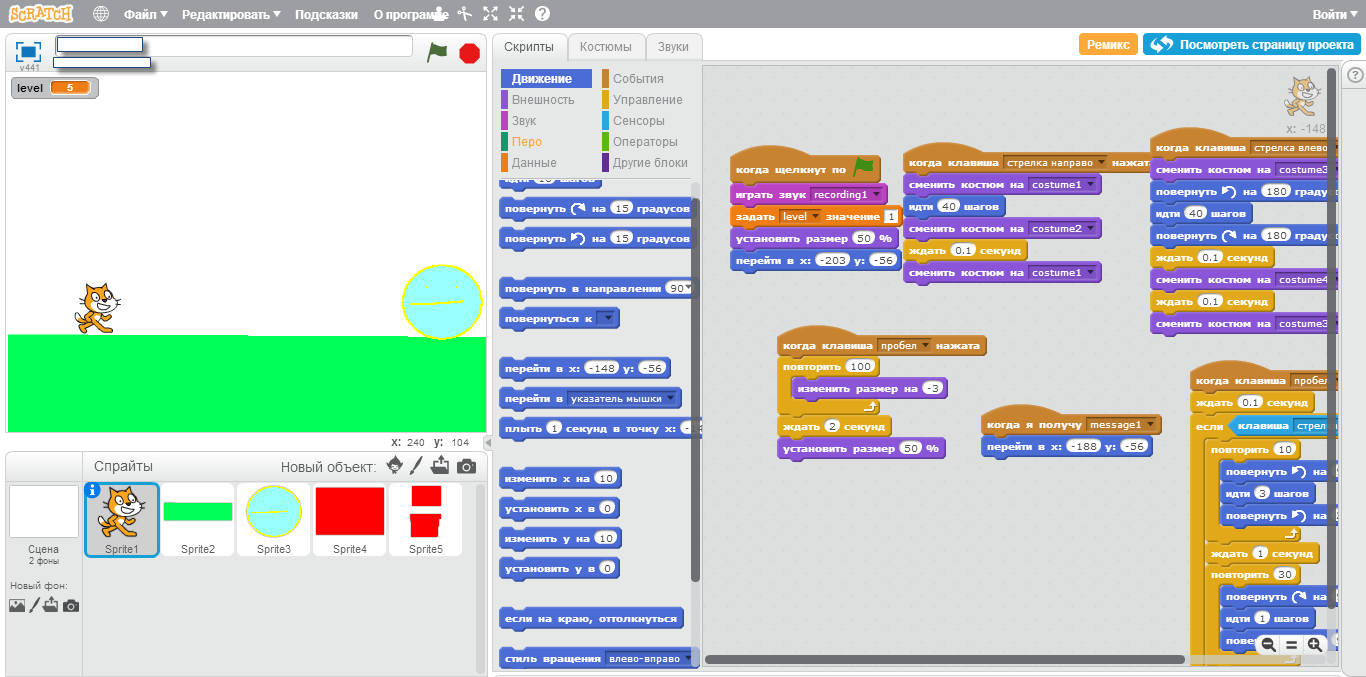 SCRATCH Файл Редактировать Подсказки О программе Войти
v441
Скрипты Костюмы Звуки
Ремикс Посмотреть страницу проекта
level 5
Движение События
Внешность Управление
Звук Сенсоры
Перо Операторы
Данные Другие блоки
идти 10 шагов
повернуть на 15 градусов
повернуть на 15 градусов
повернуть в направлении 90
повернуться к
перейти в x: -148 y: -56
перейти в указатель мышки
плыть 1 секунд в точку x: -14
изменить x на 10
установить x в 0
изменить y на 10
установить y в 0
если на краю, оттолкнуться
стиль вращения влево-вправо
x: -148
когда щелкнут по
играть звук recording1
задать level значение 1
установить размер 50 %
перейти в x: -203 y: -56
когда клавиша стрелка направо нажата
сменить костюм на costume1
идти 40 шагов
сменить костюм на costume2
ждать 0.1 секунд
сменить костюм на costume1
когда клавиша стрелка влево
сменить костюм на costume3
повернуть на 180 граду
идти 40 шагов
повернуть на 180 граду
ждать 0.1 секунд
сменить костюм на costume4
ждать 0.1 секунд
сменить костюм на costume3
когда клавиша пробел нажата
повторить 100
изменить размер на -3
ждать 2 секунд
установить размер 50 %
когда я получу message1
перейти в x: -188 y: -56
когда клавиша пробел
ждать 0.1 секунд
если клавиша стрел
повторить 10
повернуть на
идти 3 шагов
повернуть на
ждать 1 секунд
повторить 30
повернуть на
идти 1 шагов
x: 240 y: 104
Спрайты Новый объект:
Сцена
2 фоны
Новый фон:
Sprite1 Sprite2 Sprite3 Sprite4 Sprite5